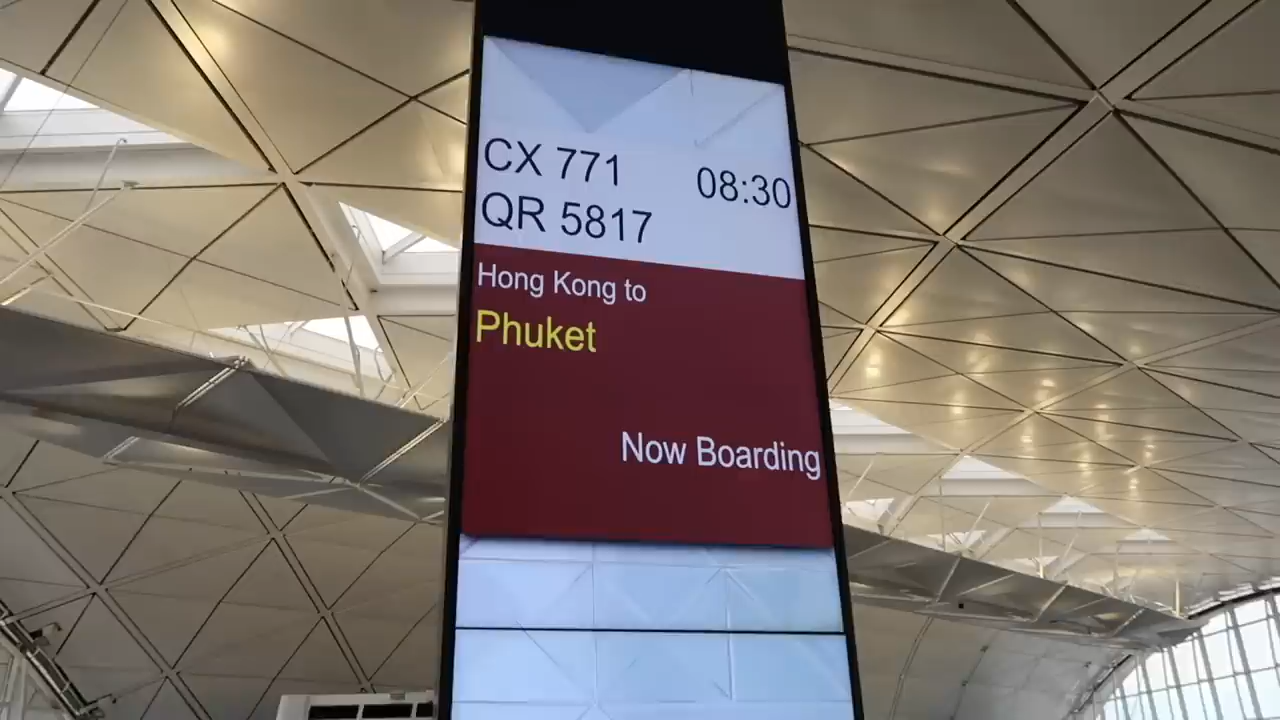 CX 771 08:30
QR 5817
Hong Kong to
Phuket
Now Boarding